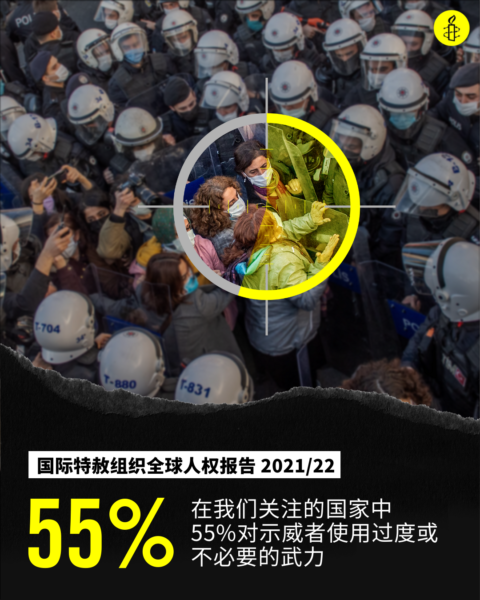 T-704
T-880
T-831
国际特赦组织全球人权报告 2021/22
55%
在我们关注的国家中
55%对示威者使用过度或
不必要的武力